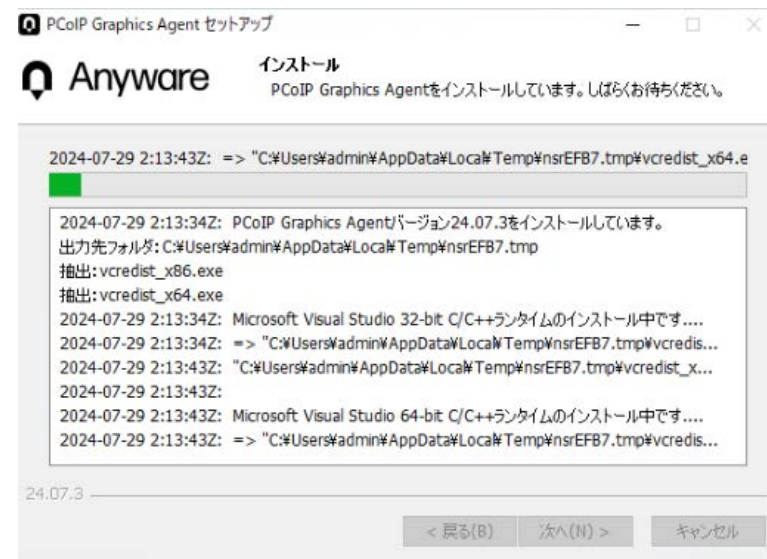 PCoIP Graphics Agent セットアップ
Anyware
インストール
PCoIP Graphics Agentをインストールしています。しばらくお待ちください。
2024-07-29 2:13:43Z: => "C:¥Users¥admin¥AppData¥Local¥Temp¥nsrEFB7.tmp¥vcredist_x64.e
2024-07-29 2:13:34Z: PCoIP Graphics Agentバージョン24.07.3をインストールしています。
出力先フォルダ: C:¥Users¥admin¥AppData¥Local¥Temp¥nsrEFB7.tmp
抽出: vcredist_x86.exe
抽出: vcredist_x64.exe
2024-07-29 2:13:34Z: Microsoft Visual Studio 32-bit C/C++ランタイムのインストール中です....
2024-07-29 2:13:34Z: => "C:¥Users¥admin¥AppData¥Local¥Temp¥nsrEFB7.tmp¥vcredis...
2024-07-29 2:13:43Z: "C:¥Users¥admin¥AppData¥Local¥Temp¥nsrEFB7.tmp¥vcredist_x...
2024-07-29 2:13:43Z:
2024-07-29 2:13:43Z: Microsoft Visual Studio 64-bit C/C++ランタイムのインストール中です....
2024-07-29 2:13:43Z: => "C:¥Users¥admin¥AppData¥Local¥Temp¥nsrEFB7.tmp¥vcredis...
24.07.3
< 戻る(B) 次へ(N) > キャンセル